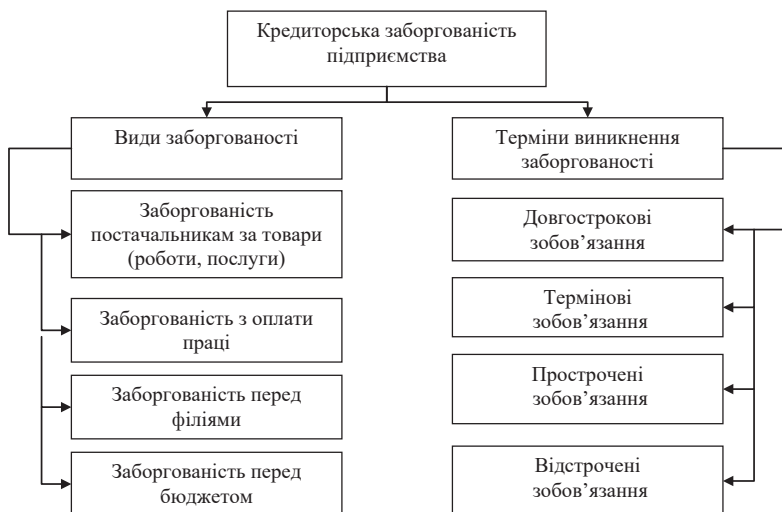 Кредиторська заборгованість
підприємства
Види заборгованості
Терміни виникнення
заборгованості
Заборгованість
постачальникам за товари
(роботи, послуги)
Заборгованість з оплати
праці
Заборгованість перед
філіями
Заборгованість перед
бюджетом
Довгострокові
зобов’язання
Термінові
зобов’язання
Прострочені
зобов’язання
Відстрочені
зобов’язання